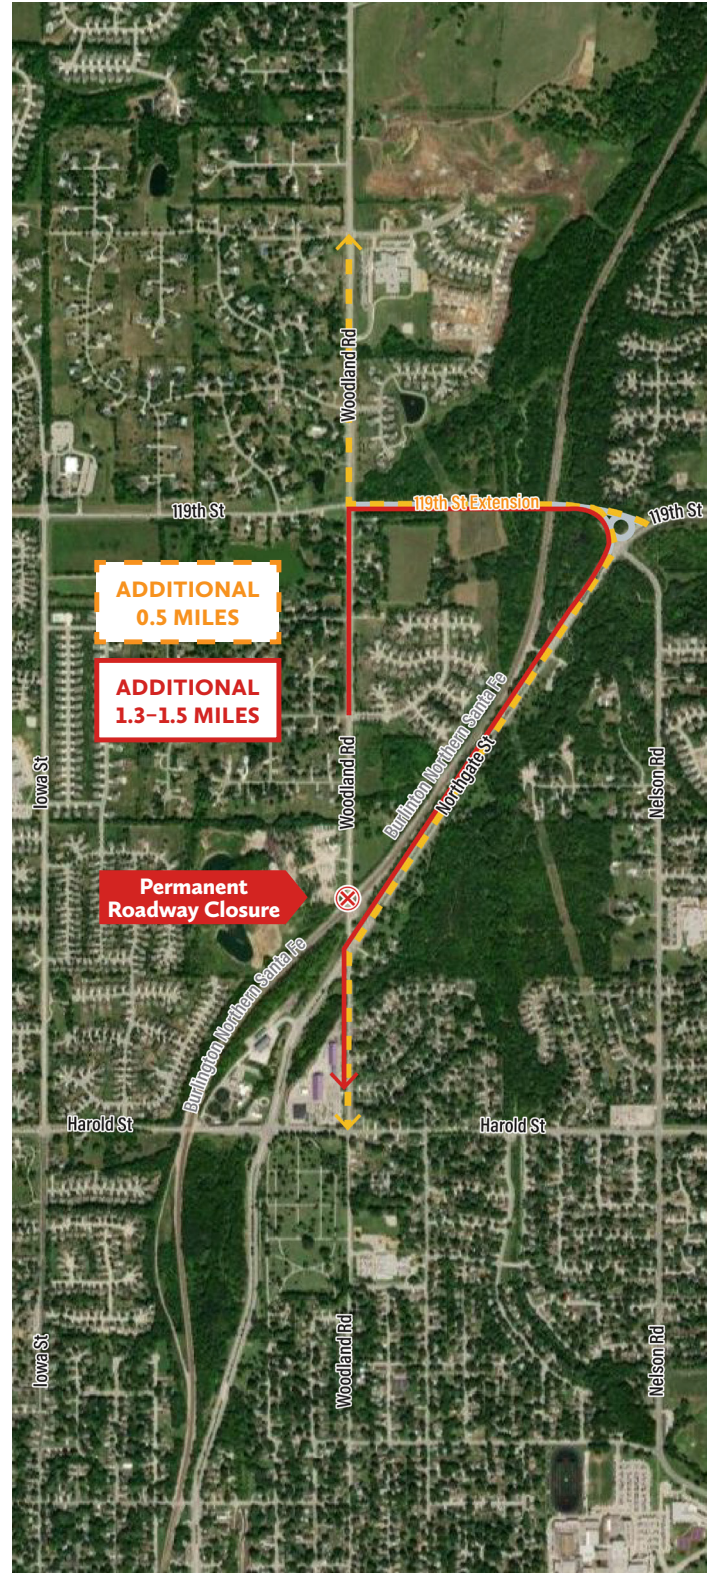 Woodland Rd
119th St Extension
119th St
119th St
ADDITIONAL
0.5 MILES
ADDITIONAL
1.3–1.5 MILES
Burlinton Northern Santa Fe
Northgate St
Woodland Rd
Iowa St
Nelson Rd
Permanent
Roadway Closure
Burlington Northern Santa Fe
Harold St
Harold St
Woodland Rd
Iowa St
Nelson Rd